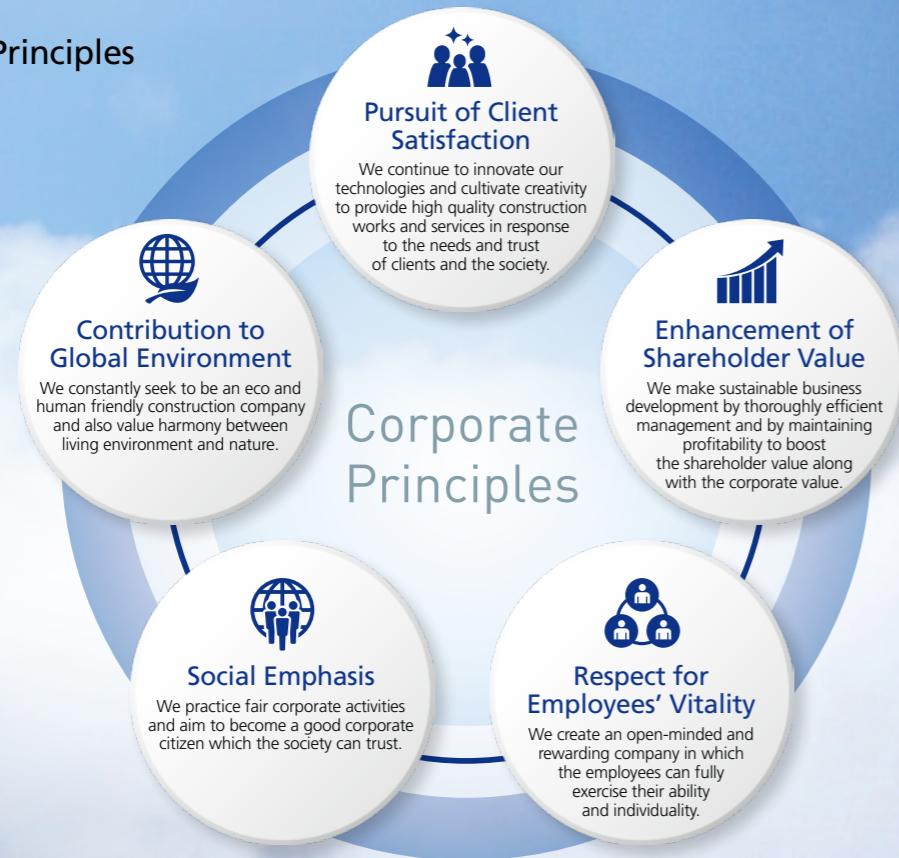 Principles
Pursuit of Client
Satisfaction
We continue to innovate our
technologies and cultivate creativity
to provide high quality construction
works and services in response
to the needs and trust
of clients and the society.
Contribution to
Global Environment
We constantly seek to be an eco and
human friendly construction company
and also value harmony between
living environment and nature.
Enhancement of
Shareholder Value
We make sustainable business
development by thoroughly efficient
management and by maintaining
profitability to boost
the shareholder value along
with the corporate value.
Corporate
Principles
Social Emphasis
We practice fair corporate activities
and aim to become a good corporate
citizen which the society can trust.
Respect for
Employees’ Vitality
We create an open-minded and
rewarding company in which
the employees can fully
exercise their ability
and individuality.